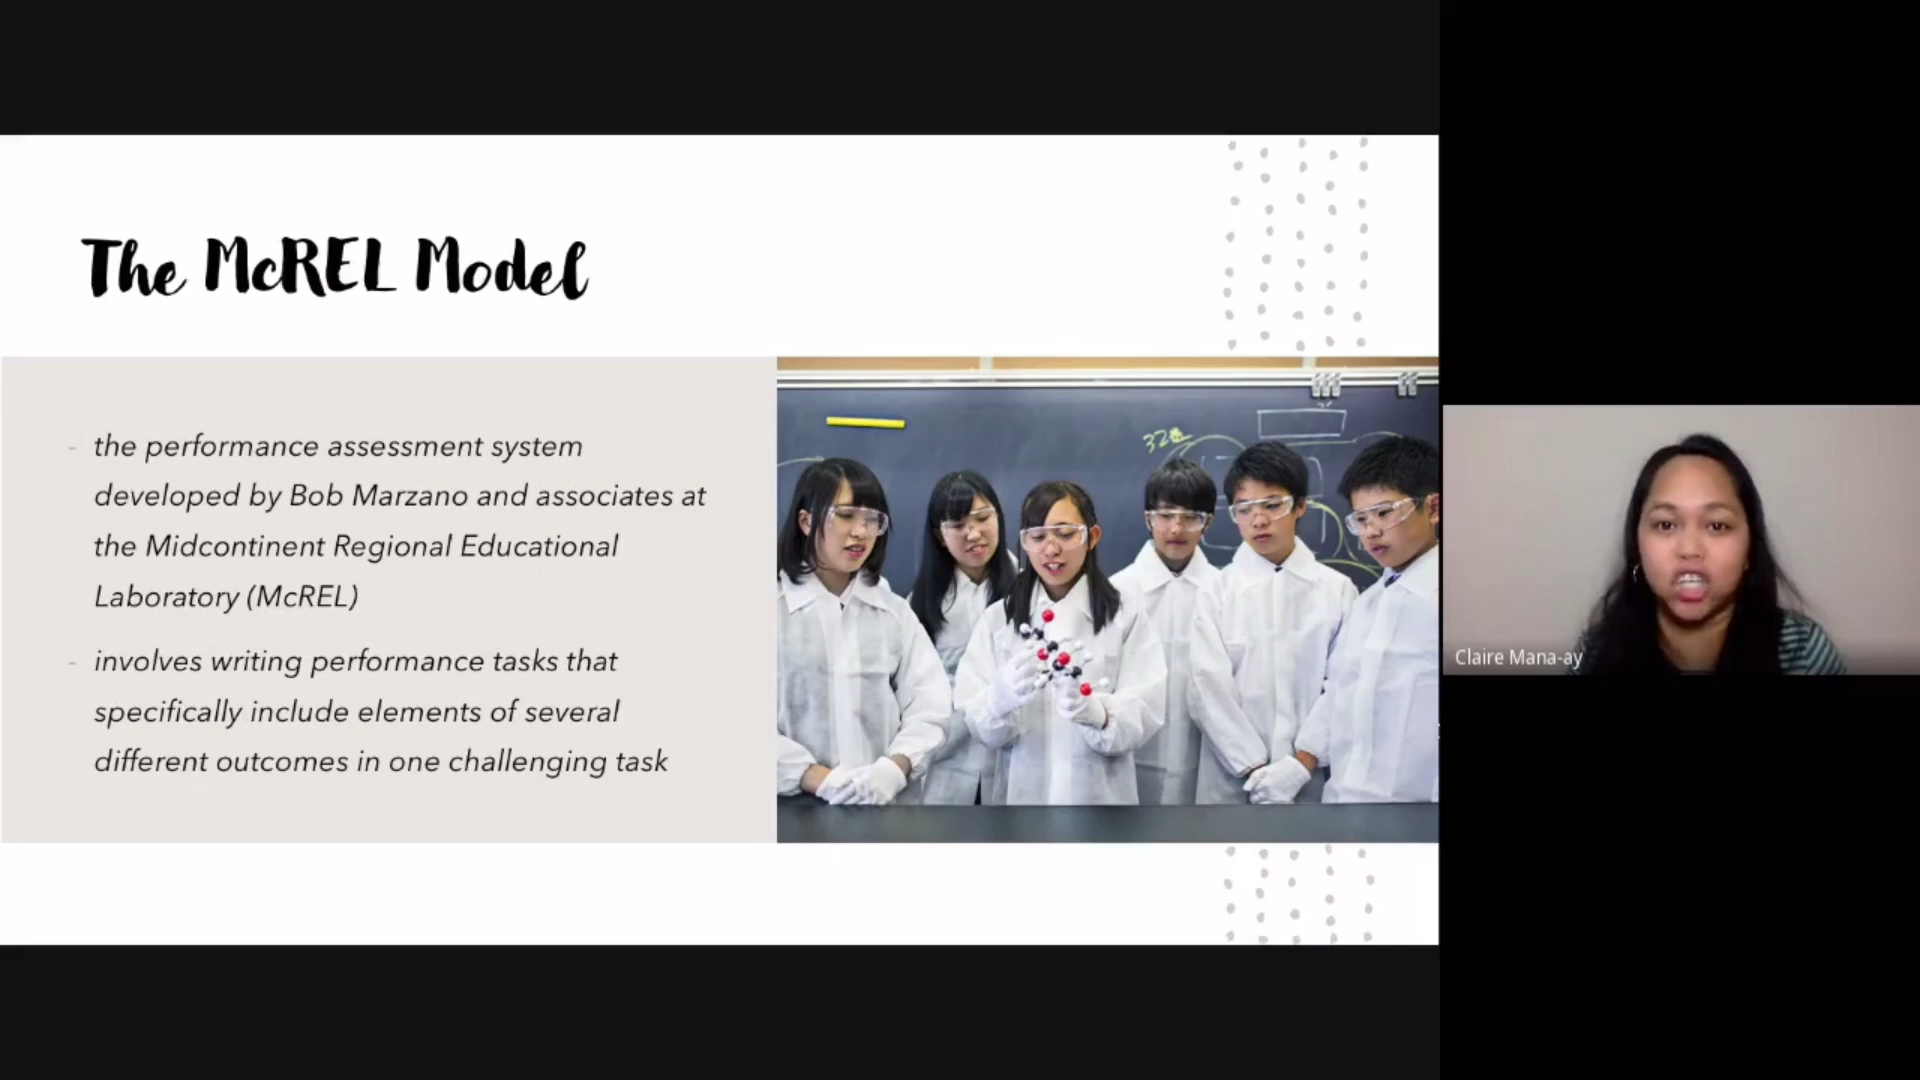 The McREL Model
- the performance assessment system
developed by Bob Marzano and associates at
the Midcontinent Regional Educational
Laboratory (McREL)
- involves writing performance tasks that
specifically include elements of several
different outcomes in one challenging task
32
Claire Mana-ay